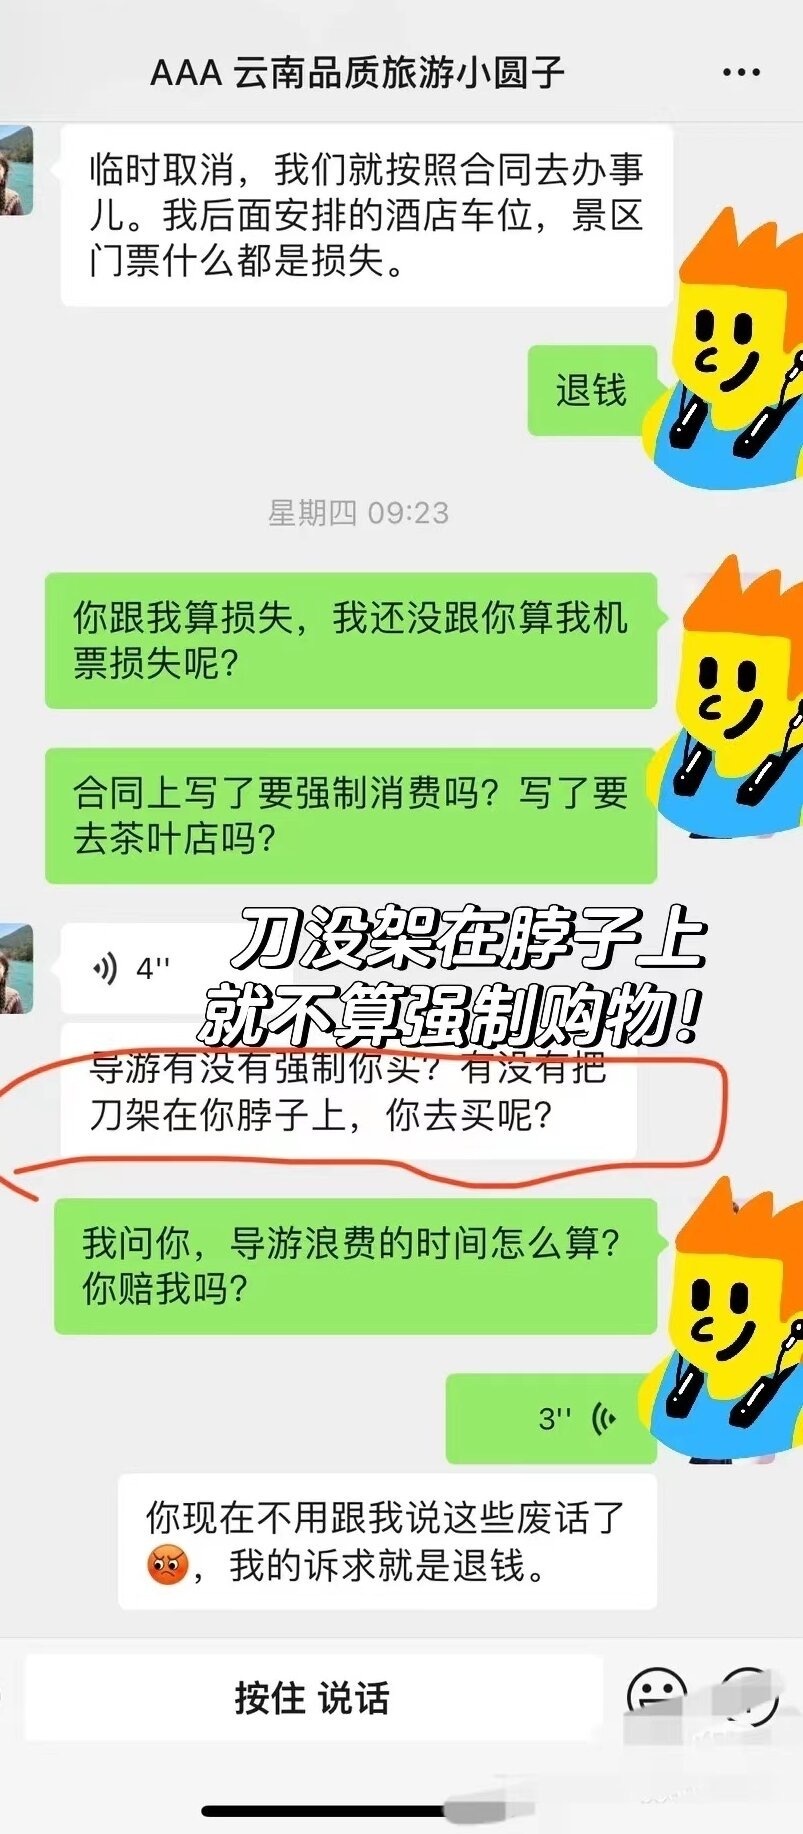 AAA 云南品质旅游小圆子
临时取消，我们就按照合同去办事
儿。我后面安排的酒店车位，景区
门票什么都是损失。
退钱
星期四 09:23
你跟我算损失，我还没跟你算我机
票损失呢？
合同上写了要强制消费吗？写了要
去茶叶店吗？
4''
刀没架在脖子上
就不算强制购物！
导游有没有强制你买？有没有把
刀架在你脖子上，你去买呢？
我问你，导游浪费的时间怎么算？
你赔我吗？
3''
你现在不用跟我说这些废话了
😡，我的诉求就是退钱。
按住 说话